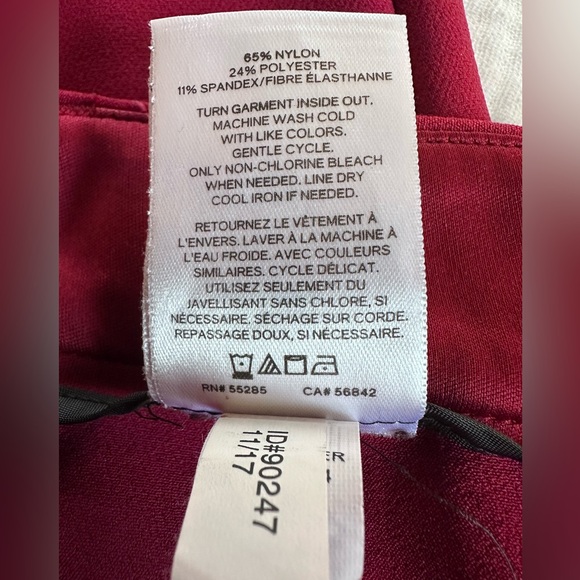 65% NYLON
24% POLYESTER
11% SPANDEX/FIBRE ÉLASTHANNE
TURN GARMENT INSIDE OUT.
MACHINE WASH COLD
WITH LIKE COLORS.
GENTLE CYCLE.
ONLY NON-CHLORINE BLEACH
WHEN NEEDED. LINE DRY
COOL IRON IF NEEDED.
RETOURNEZ LE VÊTEMENT À
L'ENVERS. LAVER À LA MACHINE À
L'EAU FROIDE. AVEC COULEURS
SIMILAIRES. CYCLE DÉLICAT.
UTILISEZ SEULEMENT DU
JAVELLISANT SANS CHLORE, SI
NÉCESSAIRE. SÉCHAGE SUR CORDE.
REPASSAGE DOUX, SI NÉCESSAIRE.
RN# 55285 CA# 56842
ID#90247
11/17